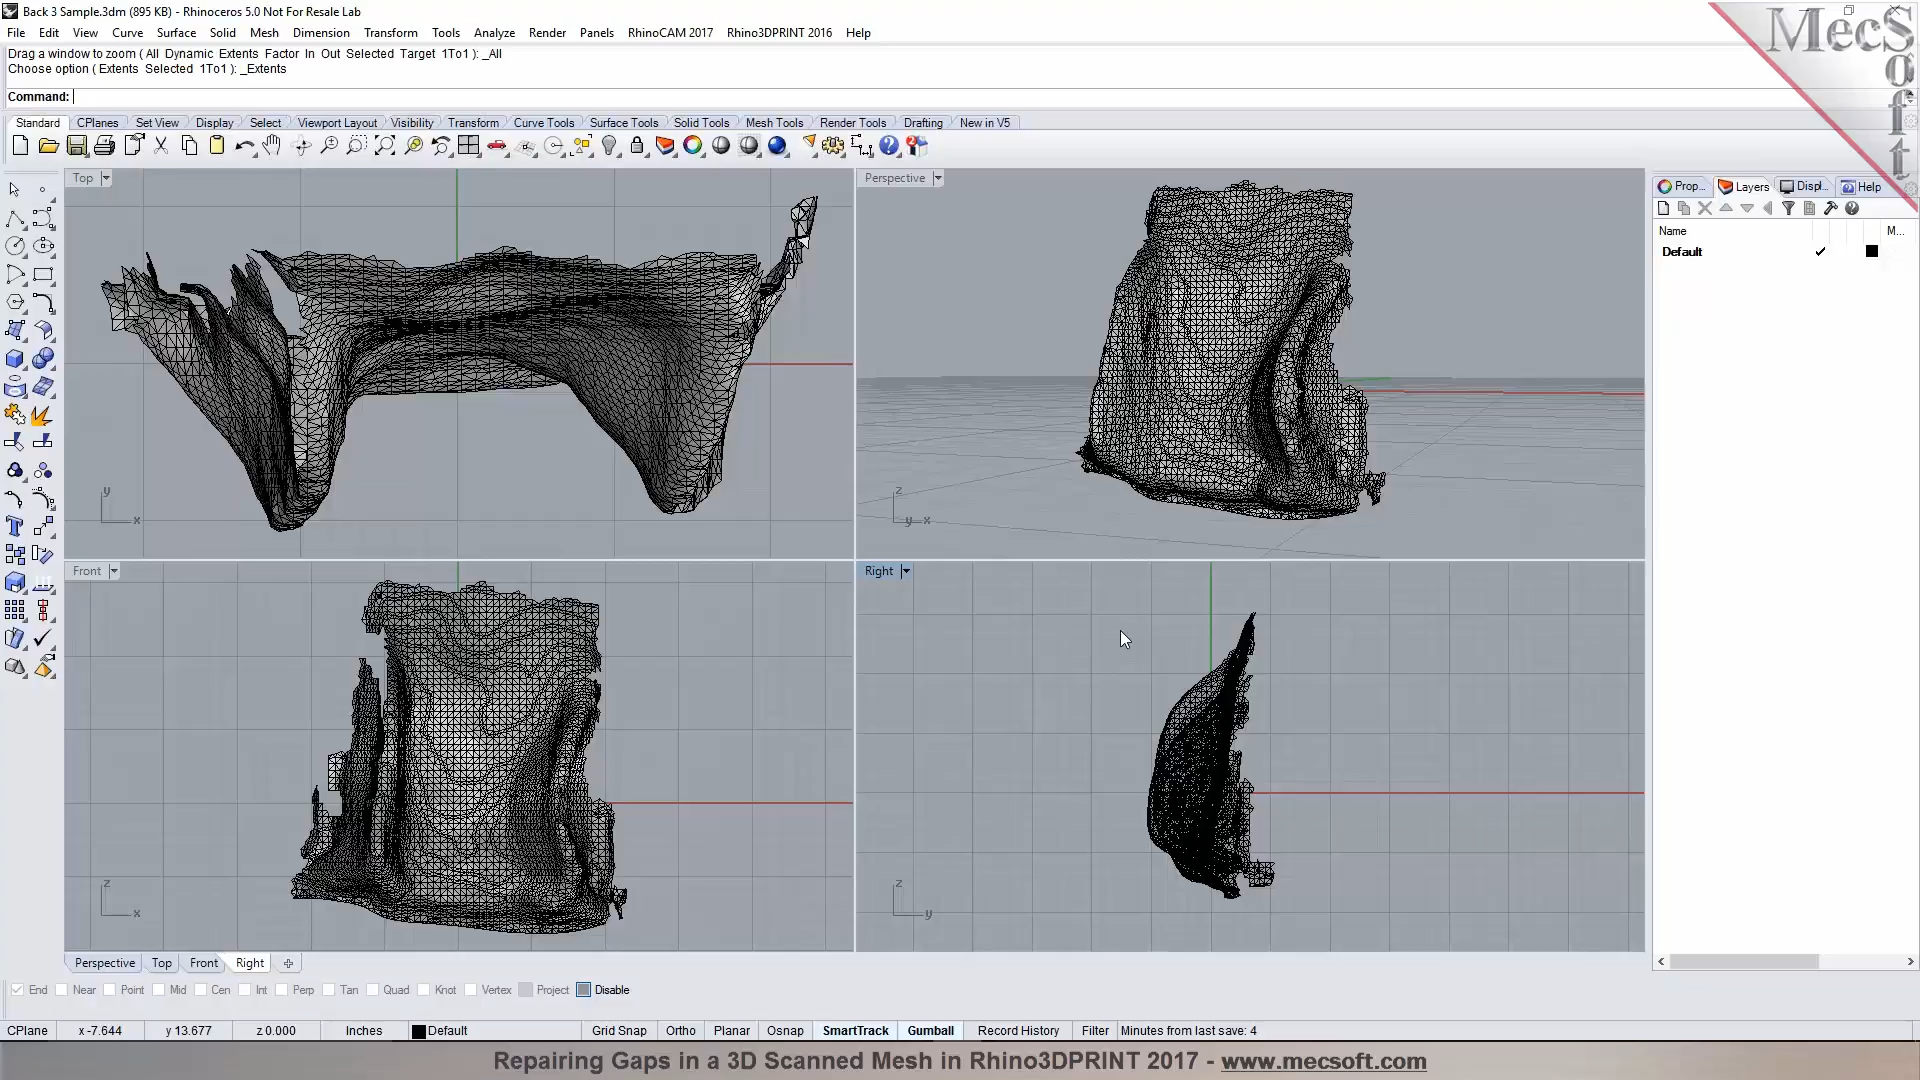 Back 3 Sample.3dm (895 KB) - Rhinoceros 5.0 Not For Resale Lab
File Edit View Curve Surface Solid Mesh Dimension Transform Tools Analyze Render Panels RhinoCAM 2017 Rhino3DPRINT 2016 Help
MecSoft
Drag a window to zoom ( All Dynamic Extents Factor In Out Selected Target 1To1 ): _All
Choose option ( Extents Selected 1To1 ): _Extents
Command:
Standard CPlanes Set View Display Select Viewport Layout Visibility Transform Curve Tools Surface Tools Solid Tools Mesh Tools Render Tools Drafting New in V5
Top
Perspective
Prop... Layers Displ... Help
Name M...
Default
y
x
z
y x
Front
Right
z
x
z
y
Perspective Top Front Right
End Near Point Mid Cen Int Perp Tan Quad Knot Vertex Project Disable
CPlane x -7.644 y 13.677 z 0.000 Inches Default Grid Snap Ortho Planar Osnap SmartTrack Gumball Record History Filter Minutes from last save: 4
Repairing Gaps in a 3D Scanned Mesh in Rhino3DPRINT 2017 - www.mecsoft.com